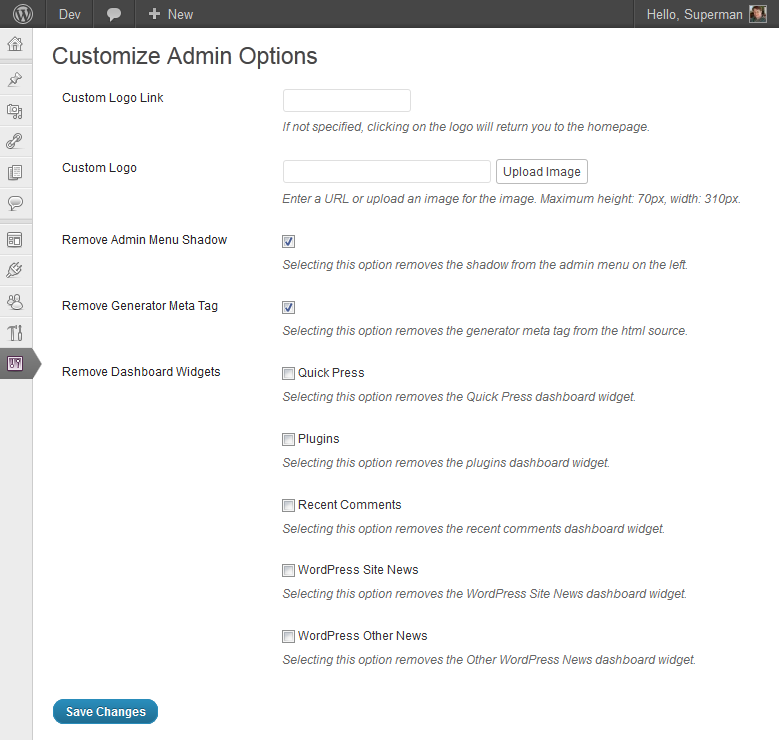 Dev New Hello, Superman
Customize Admin Options
Custom Logo Link
If not specified, clicking on the logo will return you to the homepage.
Custom Logo Upload Image
Enter a URL or upload an image for the image. Maximum height: 70px, width: 310px.
Remove Admin Menu Shadow
Selecting this option removes the shadow from the admin menu on the left.
Remove Generator Meta Tag
Selecting this option removes the generator meta tag from the html source.
Remove Dashboard Widgets Quick Press
Selecting this option removes the Quick Press dashboard widget.
Plugins
Selecting this option removes the plugins dashboard widget.
Recent Comments
Selecting this option removes the recent comments dashboard widget.
WordPress Site News
Selecting this option removes the WordPress Site News dashboard widget.
WordPress Other News
Selecting this option removes the Other WordPress News dashboard widget.
Save Changes